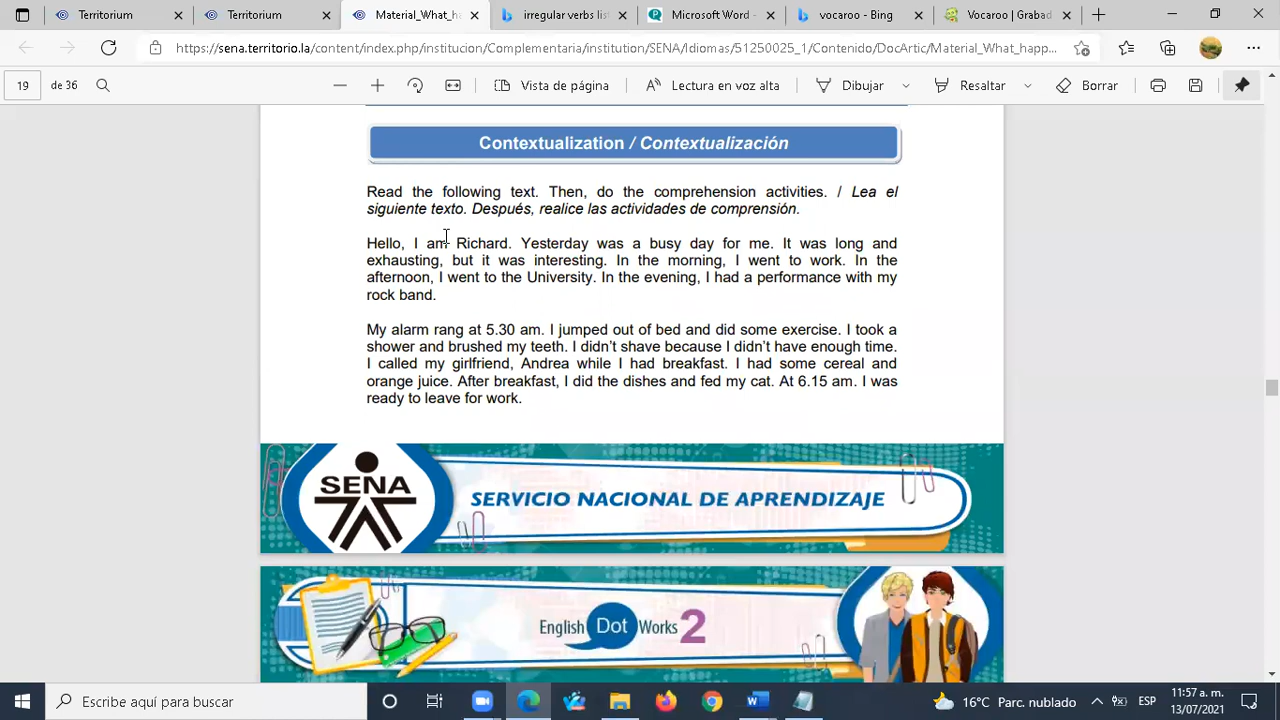 Territorium
Territorium
Material_What_ha
irregular verbs list
Microsoft Word -
vocaroo - Bing
Vocaroo | Grabad
https://sena.territorio.la/content/index.php/institucion/Complementaria/institution/SENA/Idiomas/51250025_1/Contenido/DocArtic/Material_What_happ...
19 de 36
Vista de página
Lectura en voz alta
Dibujar
Resaltar
Borrar
Contextualization / Contextualización
Read the following text. Then, do the comprehension activities. / Lea el
siguiente texto. Después, realice las actividades de comprensión.
Hello, I am Richard. Yesterday was a busy day for me. It was long and
exhausting, but it was interesting. In the morning, I went to work. In the
afternoon, I went to the University. In the evening, I had a performance with my
rock band.
My alarm rang at 5.30 am. I jumped out of bed and did some exercise. I took a
shower and brushed my teeth. I didn't shave because I didn't have enough time.
I called my girlfriend, Andrea while I had breakfast. I had some cereal and
orange juice. After breakfast, I did the dishes and fed my cat. At 6.15 am. I was
ready to leave for work.
SENA
SERVICIO NACIONAL DE APRENDIZAJE
English Dot Works 2
Escribe aquí para buscar
16°C Parc. nublado
ESP
11:57 a. m.
13/07/2021